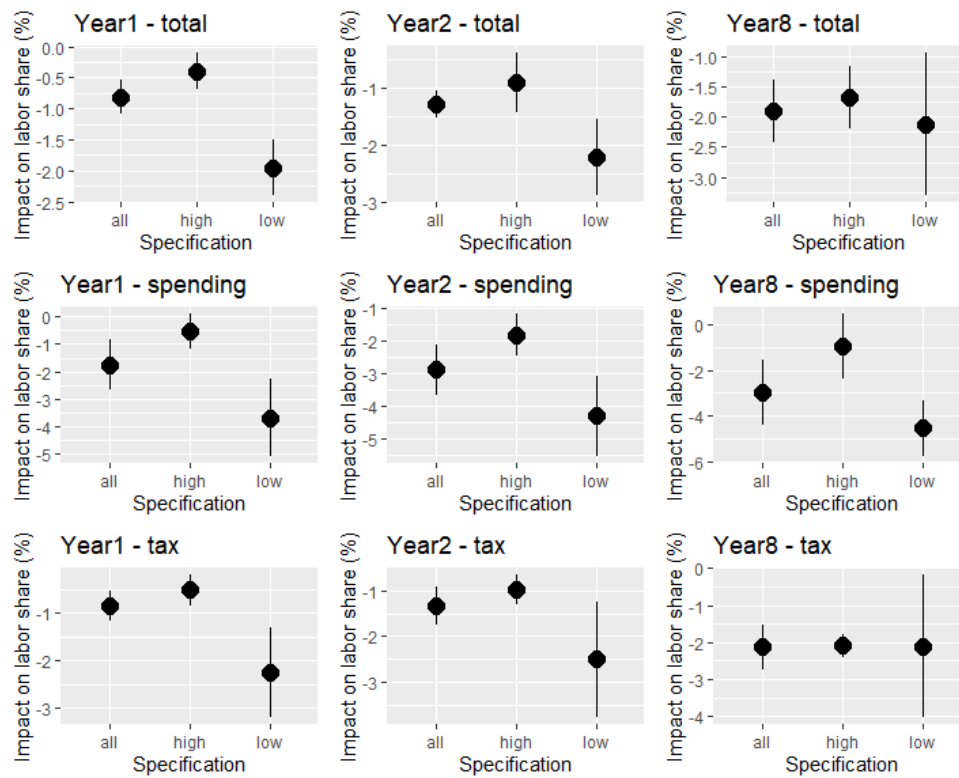 Year1 - total
Impact on labor share (%)
0.0
-0.5
-1.0
-1.5
-2.0
-2.5
all high low
Specification
Year2 - total
Impact on labor share (%)
-1
-2
-3
all high low
Specification
Year8 - total
Impact on labor share (%)
-1.0
-1.5
-2.0
-2.5
-3.0
all high low
Specification
Year1 - spending
Impact on labor share (%)
0
-1
-2
-3
-4
-5
all high low
Specification
Year2 - spending
Impact on labor share (%)
-1
-2
-3
-4
-5
all high low
Specification
Year8 - spending
Impact on labor share (%)
0
-2
-4
-6
all high low
Specification
Year1 - tax
Impact on labor share (%)
-1
-2
-3
all high low
Specification
Year2 - tax
Impact on labor share (%)
-1
-2
-3
all high low
Specification
Year8 - tax
Impact on labor share (%)
0
-1
-2
-3
-4
all high low
Specification